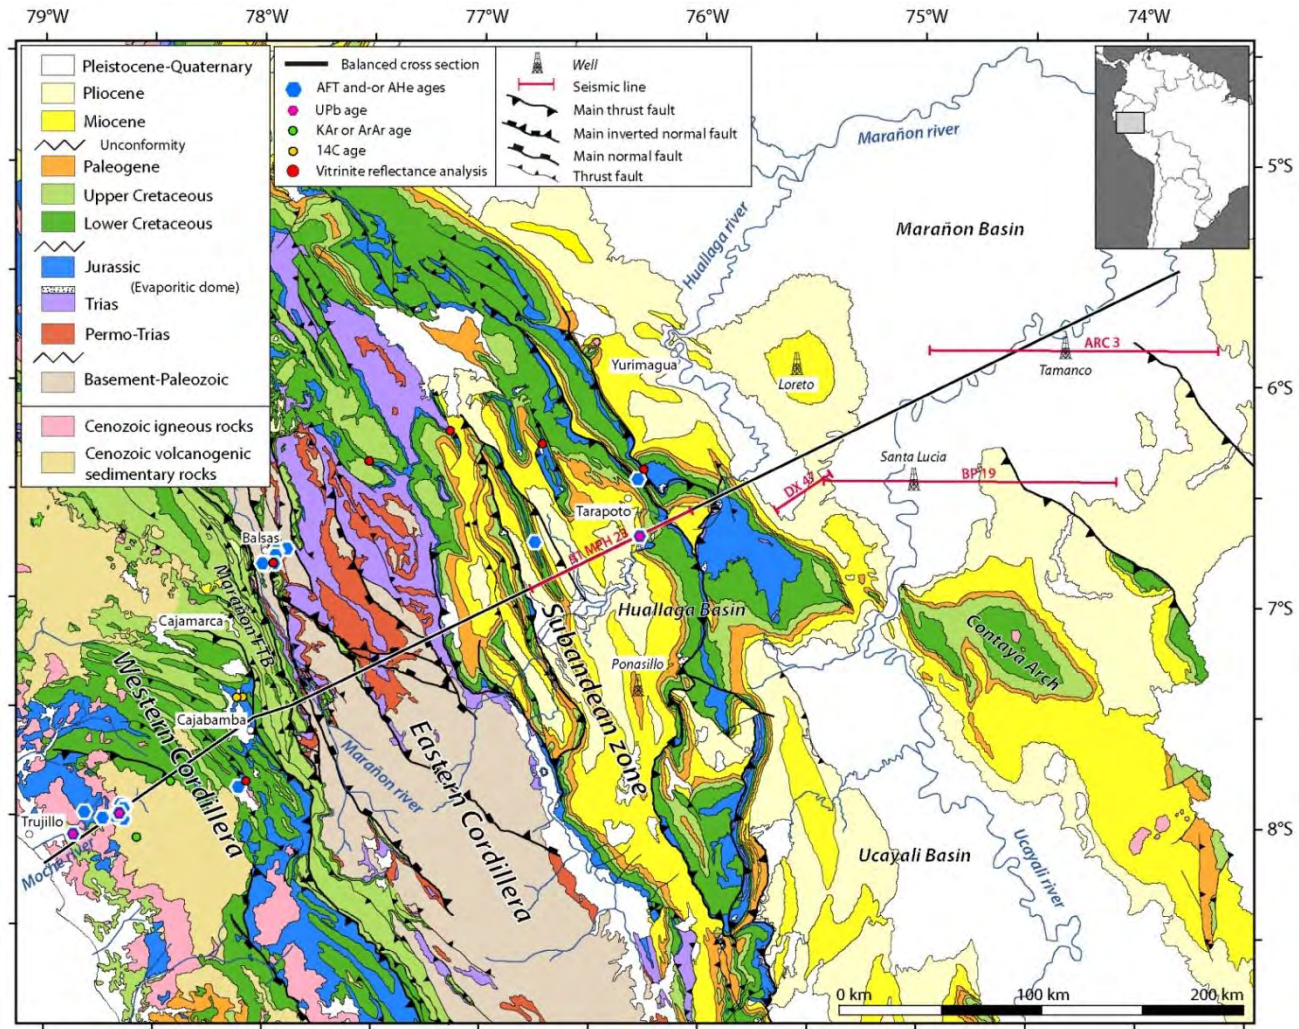 79°W 78°W 77°W 76°W 75°W 74°W
Pleistocene-Quaternary
Pliocene
Miocene
Unconformity
Paleogene
Upper Cretaceous
Lower Cretaceous
Jurassic
(Evaporitic dome)
Trias
Permo-Trias
Basement-Paleozoic
Cenozoic igneous rocks
Cenozoic volcanogenic
sedimentary rocks
Balanced cross section
AFT and-or AHe ages
UPb age
KAr or ArAr age
14C age
Vitrinite reflectance analysis
Well
Seismic line
Main thrust fault
Main inverted normal fault
Main normal fault
Thrust fault
Marañon river
5°S
Huallaga river
Marañon Basin
ARC 3
Tamanco
Yurimagua
Loreto
6°S
Santa Lucia
BP 19
DX 43
Tarapoto
Balsas
BT MPH 23
Marañon FTB
Huallaga Basin
7°S
Cajamarca
Subandean zone
Contaya Arch
Ponasillo
Western Cordillera
Cajabamba
Eastern Cordillera
Marañon river
Trujillo
8°S
Moche river
Ucayali Basin
Ucayali river
0 km 100 km 200 km